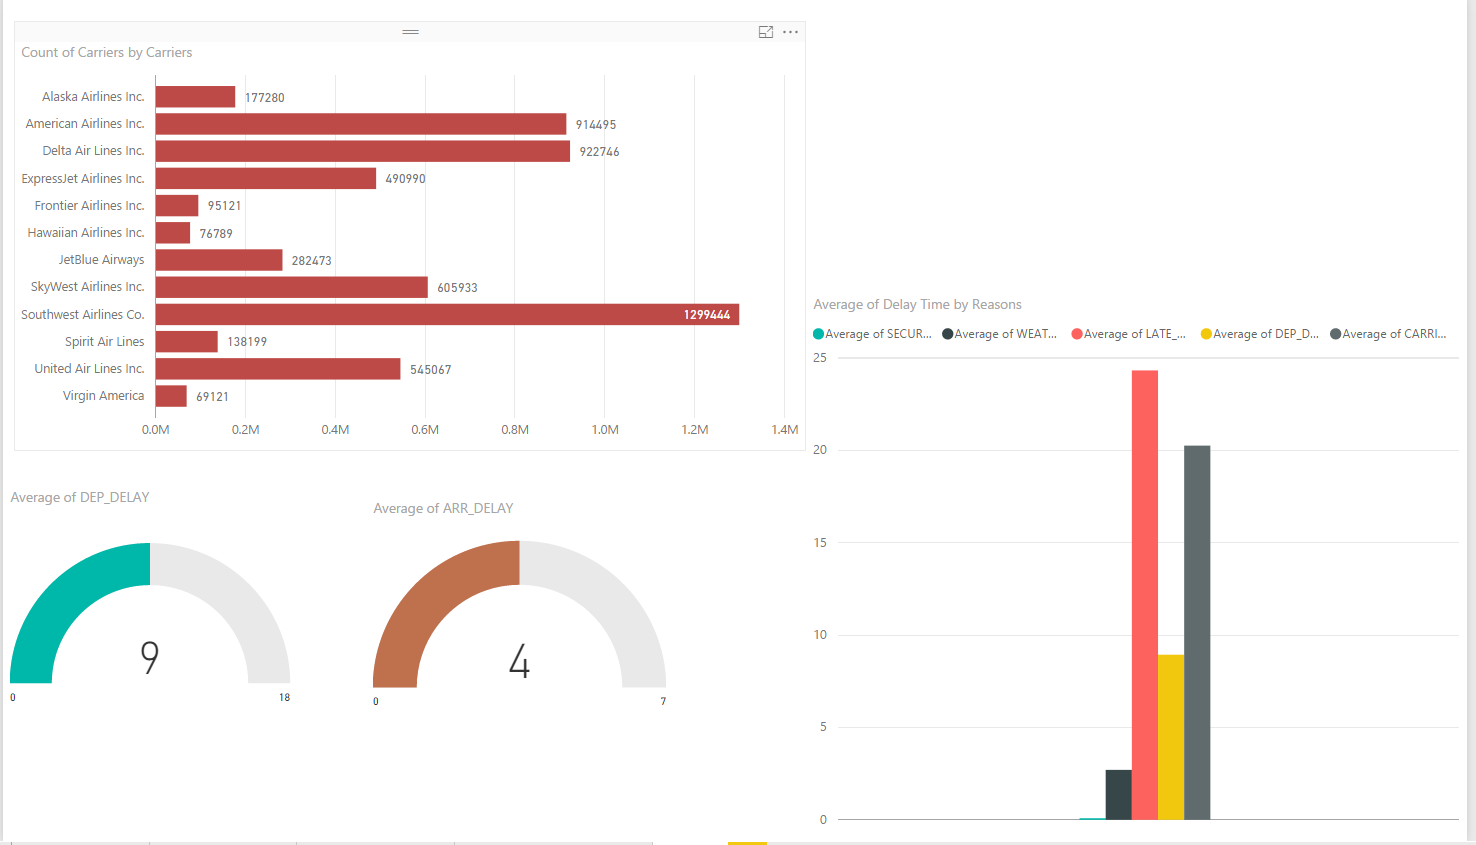 Count of Carriers by Carriers
Alaska Airlines Inc. 177280
American Airlines Inc. 914495
Delta Air Lines Inc. 922746
ExpressJet Airlines Inc. 490990
Frontier Airlines Inc. 95121
Hawaiian Airlines Inc. 76789
JetBlue Airways 282473
SkyWest Airlines Inc. 605933
Southwest Airlines Co. 1299444
Spirit Air Lines 138199
United Air Lines Inc. 545067
Virgin America 69121
0.0M 0.2M 0.4M 0.6M 0.8M 1.0M 1.2M 1.4M
Average of DEP_DELAY
9
0 18
Average of ARR_DELAY
4
0 7
Average of Delay Time by Reasons
Average of SECUR... Average of WEAT... Average of LATE_... Average of DEP_D... Average of CARRI...
25
20
15
10
5
0